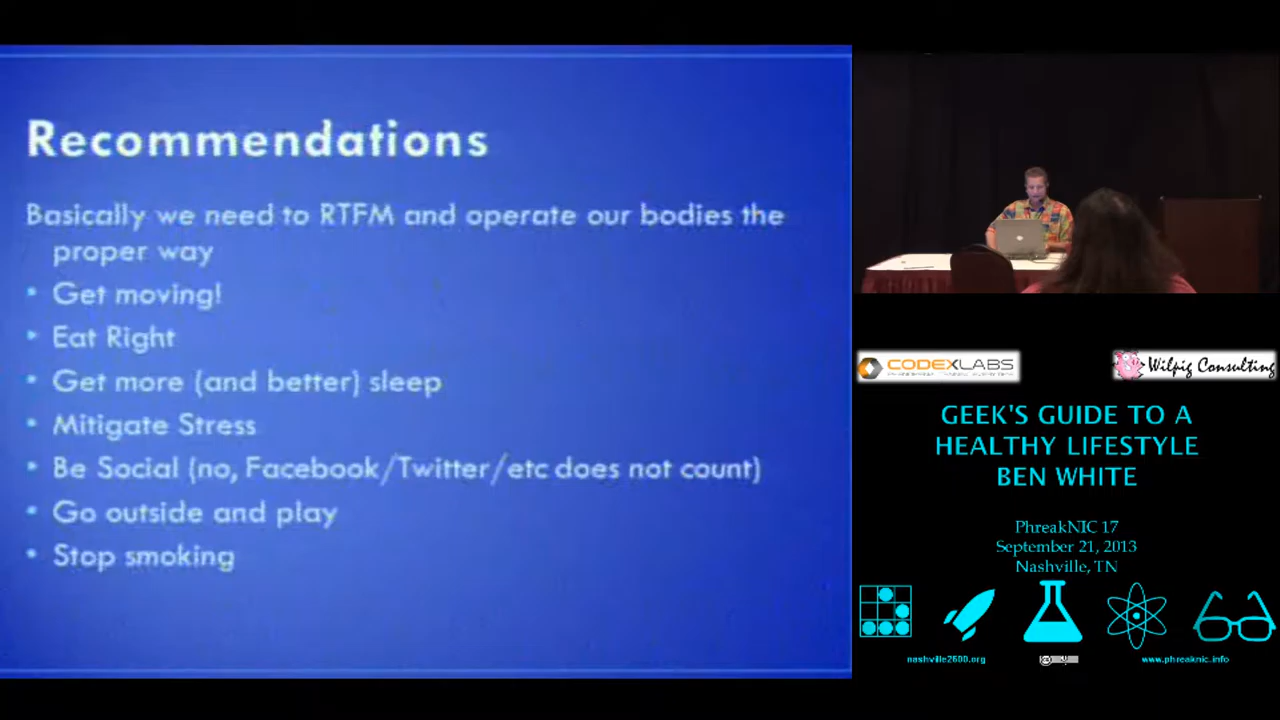 Recommendations
Basically we need to RTFM and operate our bodies the
proper way
• Get moving!
• Eat Right
• Get more (and better) sleep
• Mitigate Stress
• Be Social (no, Facebook/Twitter/etc does not count)
• Go outside and play
• Stop smoking
CODEXLABS
Wilpig Consulting
GEEK'S GUIDE TO A
HEALTHY LIFESTYLE
BEN WHITE
PhreakNIC 17
September 21, 2013
Nashville, TN
nashville2600.org
www.phreaknic.info